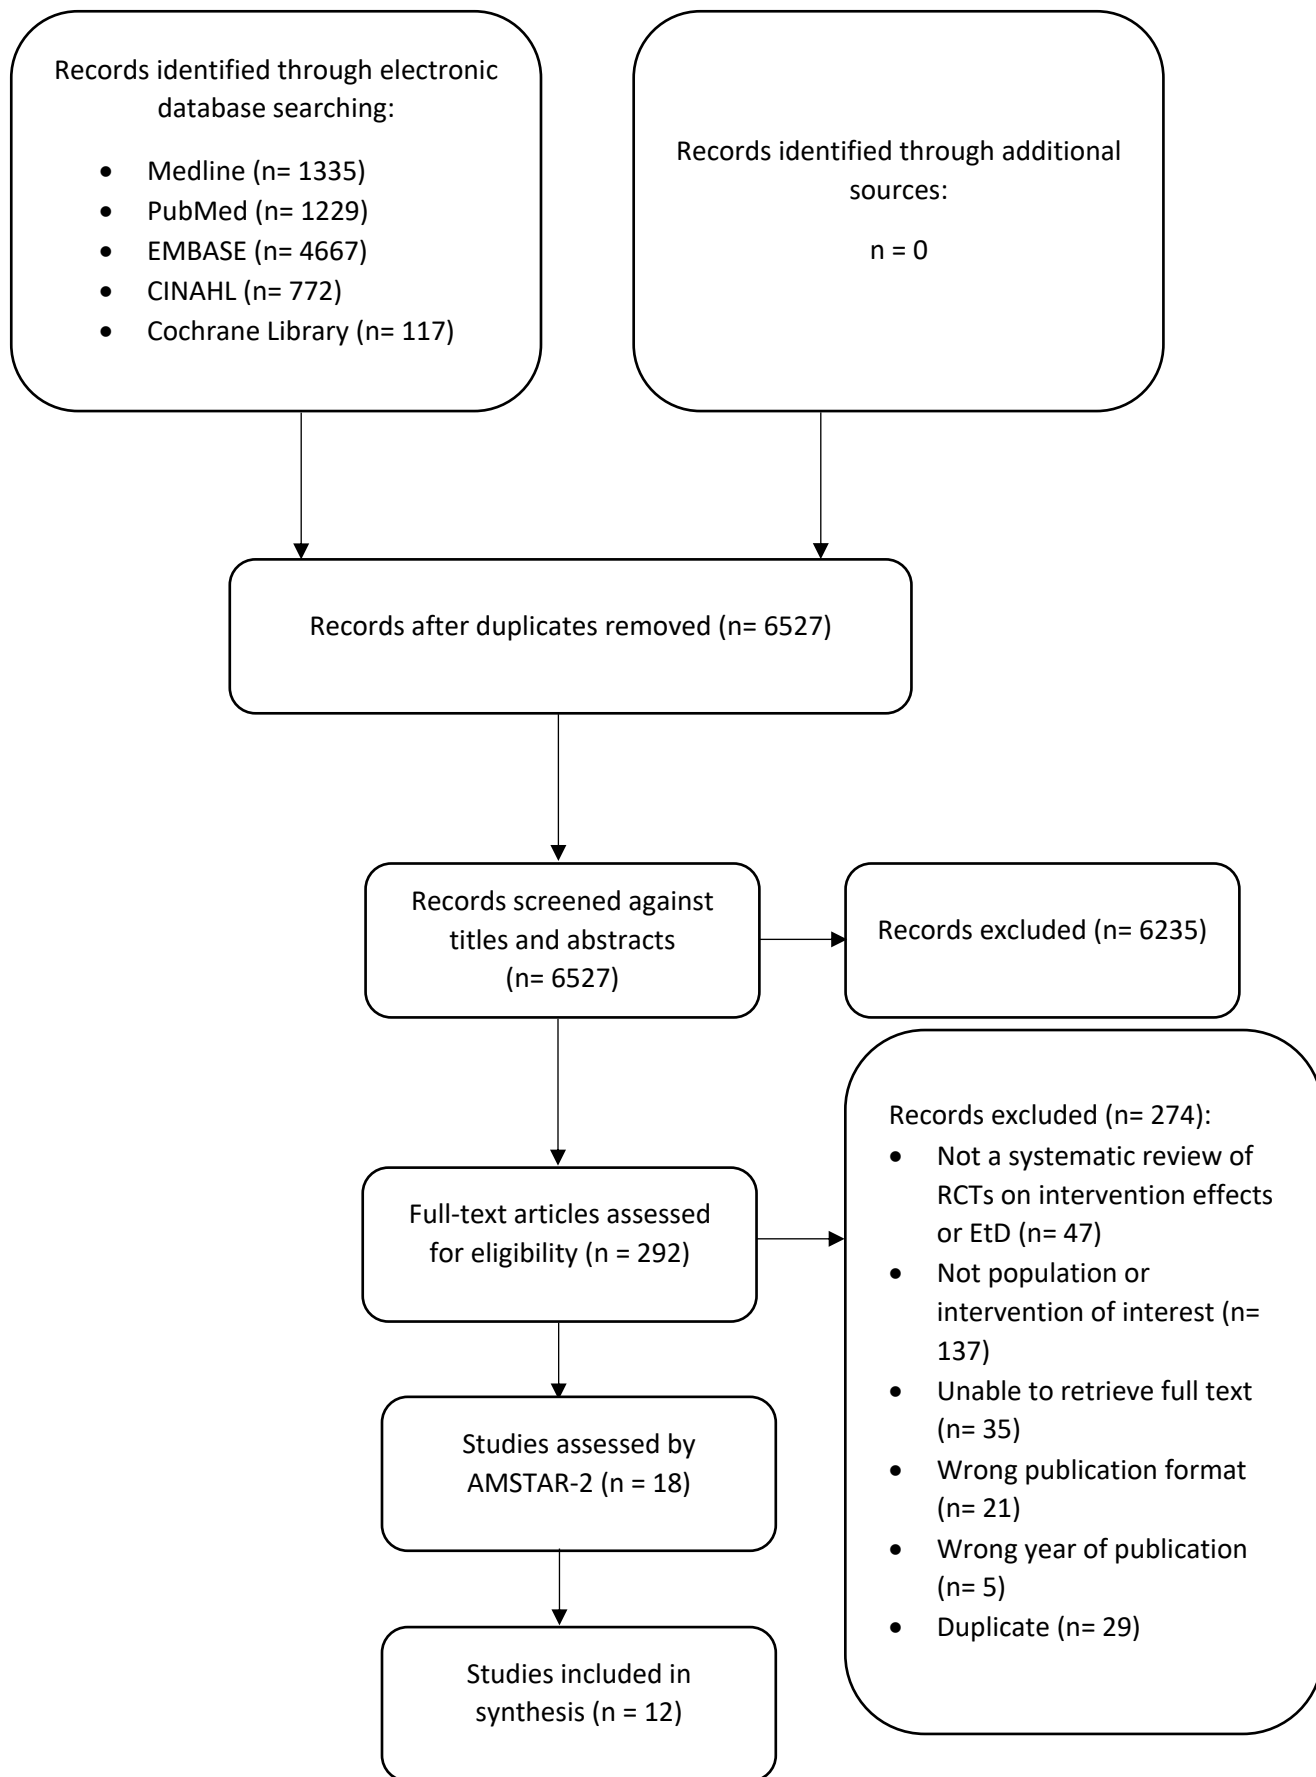 Records identified through electronic
database searching:
• Medline (n= 1335)
• PubMed (n= 1229)
• EMBASE (n= 4667)
• CINAHL (n= 772)
• Cochrane Library (n= 117)
Records identified through additional
sources:
n = 0
Records after duplicates removed (n= 6527)
Records screened against
titles and abstracts
(n= 6527)
Records excluded (n= 6235)
Full-text articles assessed
for eligibility (n = 292)
Records excluded (n= 274):
• Not a systematic review of
RCTs on intervention effects
or EtD (n= 47)
• Not population or
intervention of interest (n=
137)
• Unable to retrieve full text
(n= 35)
• Wrong publication format
(n= 21)
• Wrong year of publication
(n= 5)
• Duplicate (n= 29)
Studies assessed by
AMSTAR-2 (n = 18)
Studies included in
synthesis (n = 12)